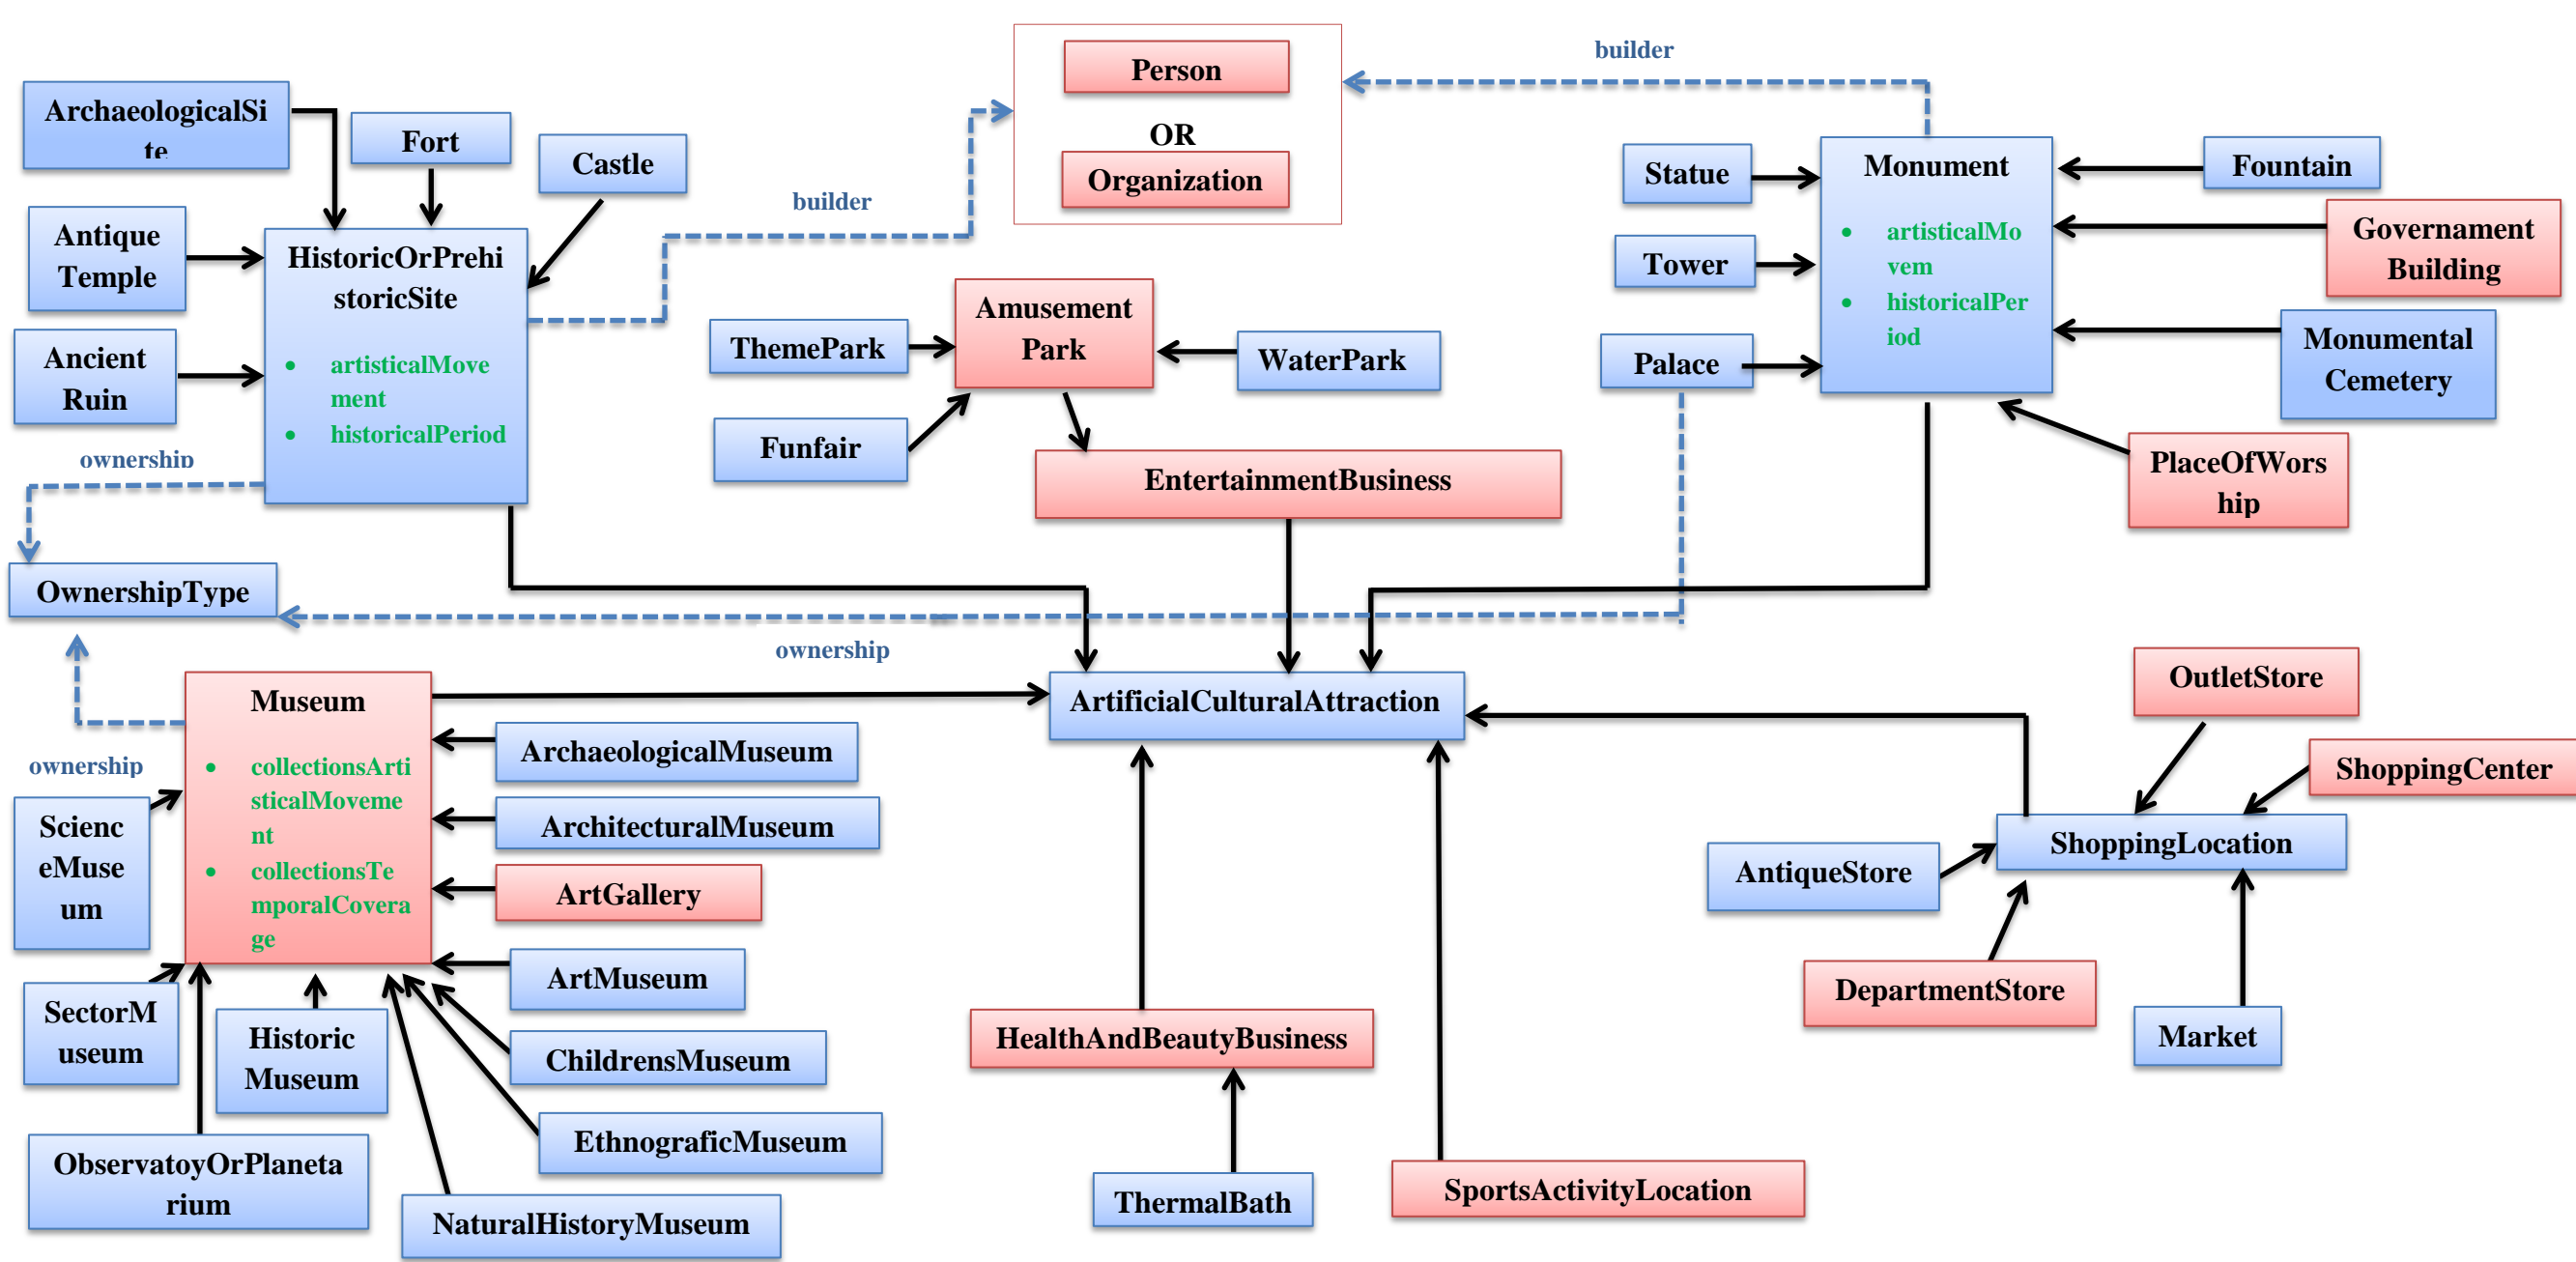 builder
Person
OR
Organization
ArchaeologicalSi
te
Fort
Castle
builder
Antique
Temple
HistoricOrPrehi
storicSite
• artisticalMove
ment
• historicalPeriod
Ancient
Ruin
ownership
OwnershipType
Statue
Tower
Palace
Monument
• artisticalMo
vem
• historicalPer
iod
Fountain
Governament
Building
Monumental
Cemetery
PlaceOfWors
hip
Amusement
Park
ThemePark
WaterPark
Funfair
EntertainmentBusiness
ownership
ArtificialCulturalAttraction
Museum
• collectionsArti
sticalMoveme
nt
• collectionsTe
mporalCovera
ge
ownership
Scienc
eMuse
um
SectorM
useum
Historic
Museum
ObservatoyOrPlaneta
rium
ArchaeologicalMuseum
ArchitecturalMuseum
ArtGallery
ArtMuseum
ChildrensMuseum
EthnograficMuseum
NaturalHistoryMuseum
HealthAndBeautyBusiness
ThermalBath
SportsActivityLocation
OutletStore
ShoppingCenter
ShoppingLocation
AntiqueStore
DepartmentStore
Market